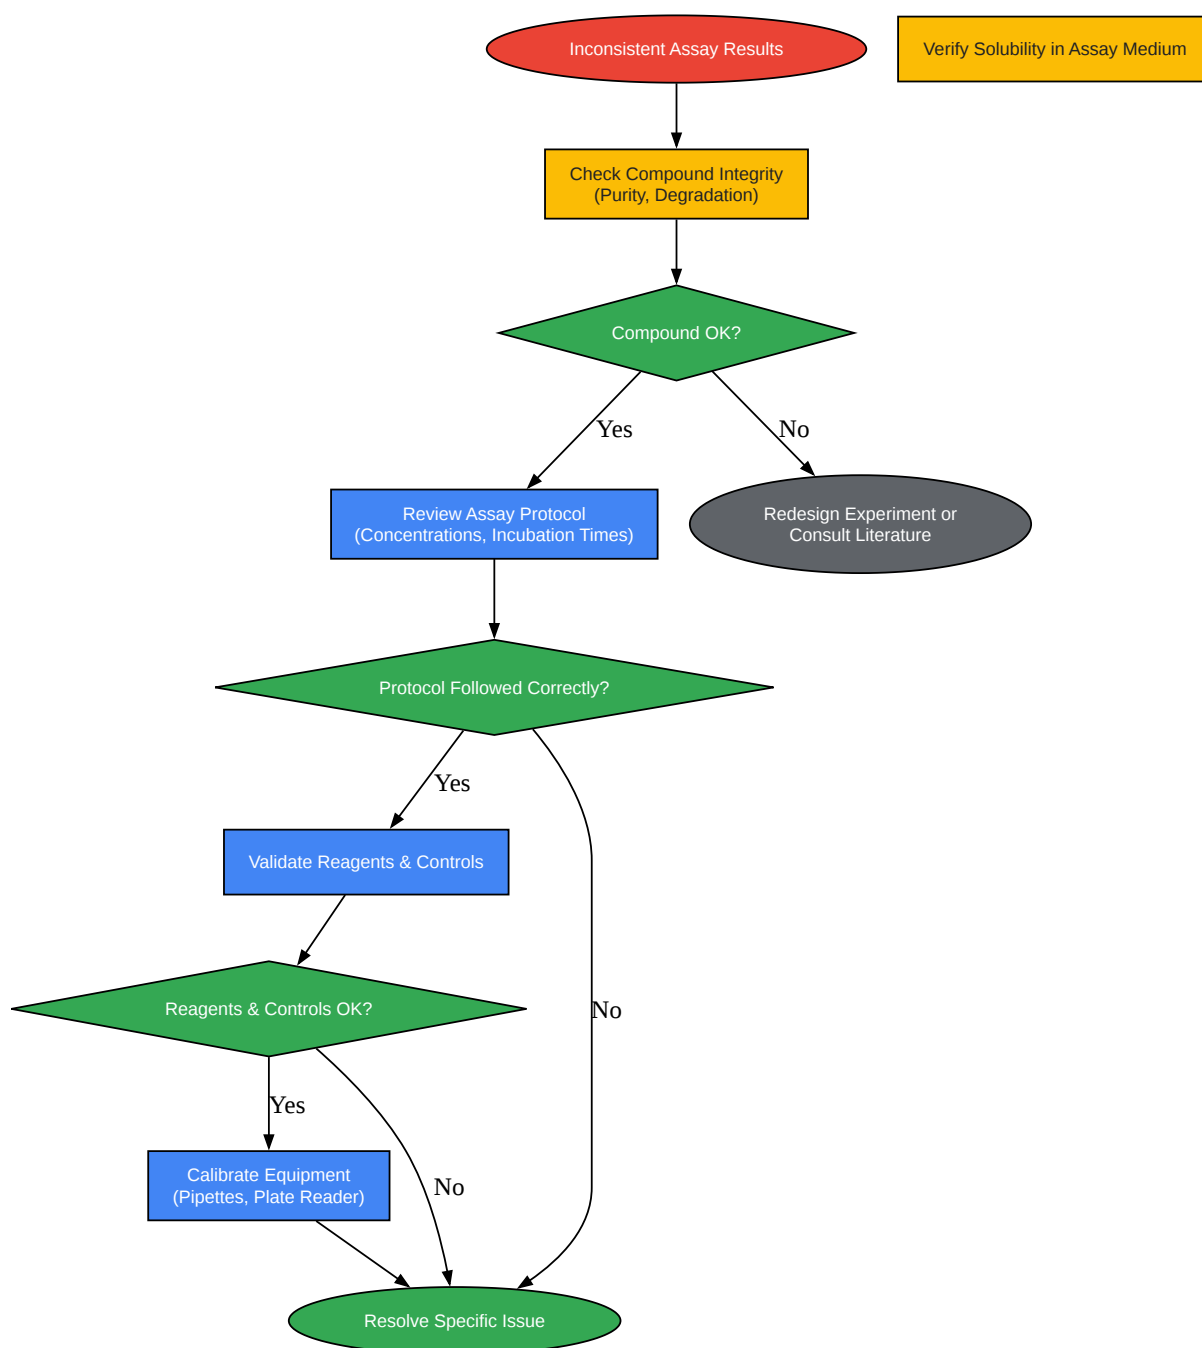 Inconsistent Assay Results
Verify Solubility in Assay Medium
Check Compound Integrity
(Purity, Degradation)
Compound OK?
Yes
No
Review Assay Protocol
(Concentrations, Incubation Times)
Redesign Experiment or
Consult Literature
Protocol Followed Correctly?
Yes
Validate Reagents & Controls
Reagents & Controls OK?
No
Yes
Calibrate Equipment
(Pipettes, Plate Reader)
No
Resolve Specific Issue